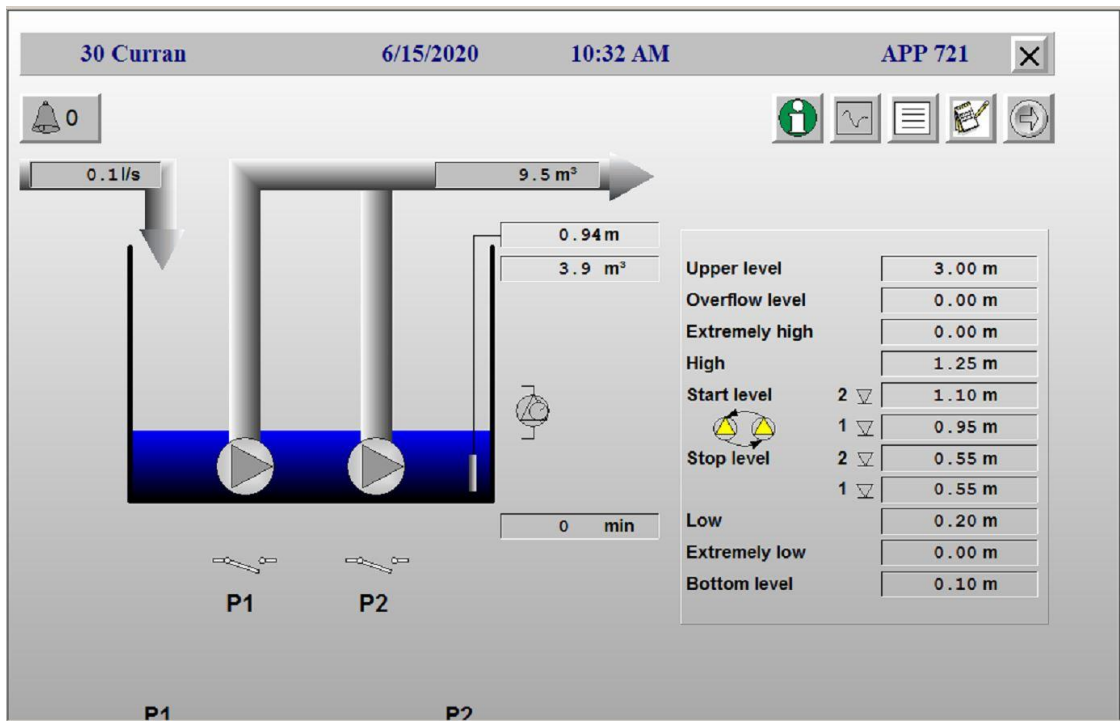 30 Curran 6/15/2020 10:32 AM APP 721
0
0.1 l/s 9.5 m³
0.94 m
3.9 m³
Upper level 3.00 m
Overflow level 0.00 m
Extremely high 0.00 m
High 1.25 m
Start level 2 1.10 m
1 0.95 m
Stop level 2 0.55 m
1 0.55 m
0 min
Low 0.20 m
Extremely low 0.00 m
Bottom level 0.10 m
P1 P2
P1 P2